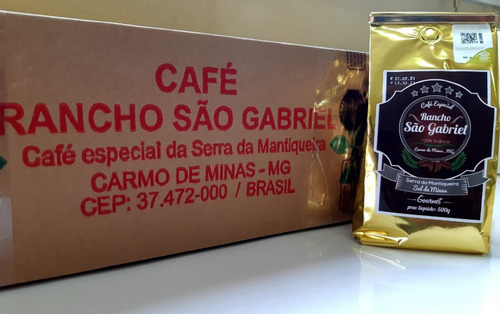 CAFÉ
RANCHO SÃO GABRIEL
Café especial da Serra da Mantiqueira
CARMO DE MINAS - MG
CEP: 37.472-000 / BRASIL
Café Especial
Rancho
São Gabriel
100% Arábica
Carmo de Minas - MG
Serra da Mantiqueira
Sul de Minas
Gourmet
peso líquido: 500g